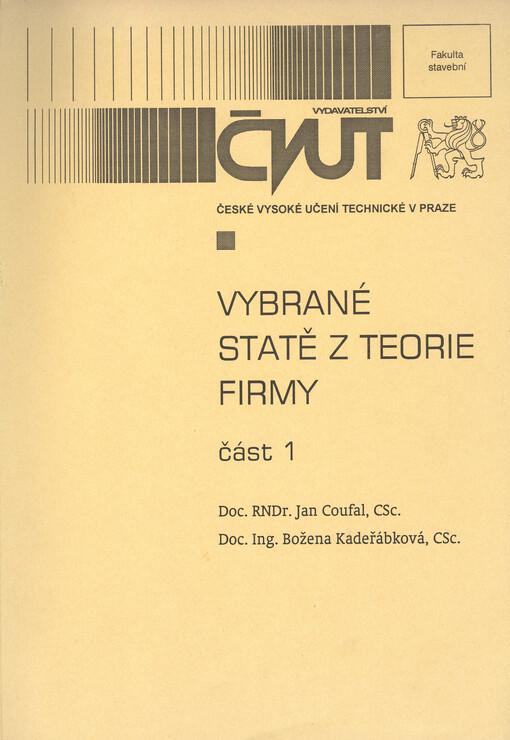 Fakulta
stavební
VYDAVATELSTVÍ
ČVUT
ČESKÉ VYSOKÉ UČENÍ TECHNICKÉ V PRAZE
VYBRANÉ
STATĚ Z TEORIE
FIRMY
část 1
Doc. RNDr. Jan Coufal, CSc.
Doc. Ing. Božena Kadeřábková, CSc.